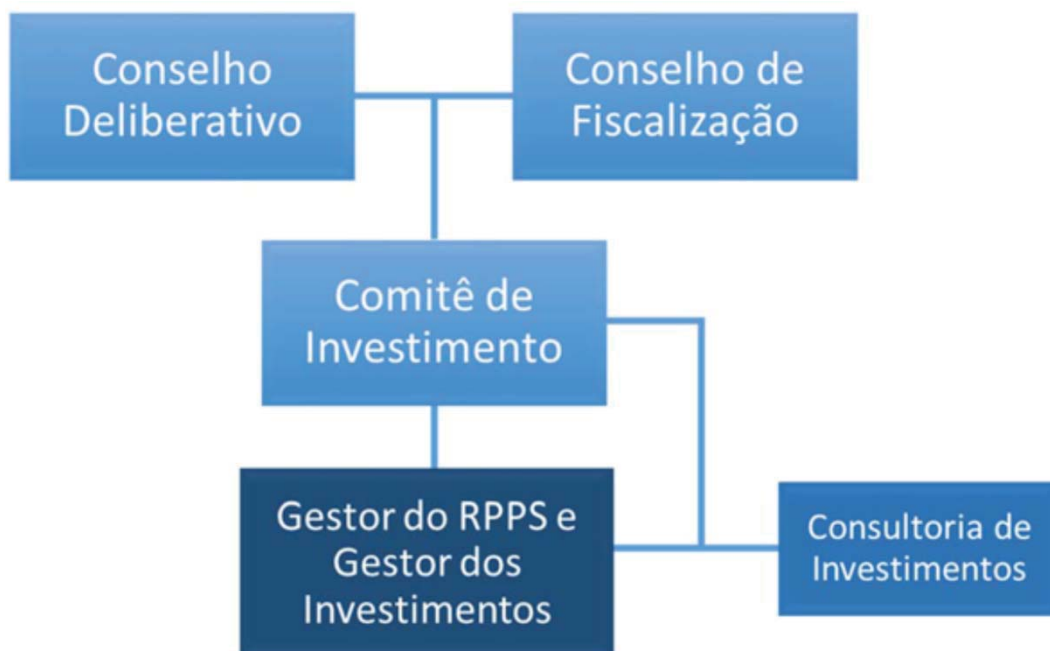 Conselho
Deliberativo
Conselho de
Fiscalização
Comitê de
Investimento
Gestor do RPPS e
Gestor dos
Investimentos
Consultoria de
Investimentos